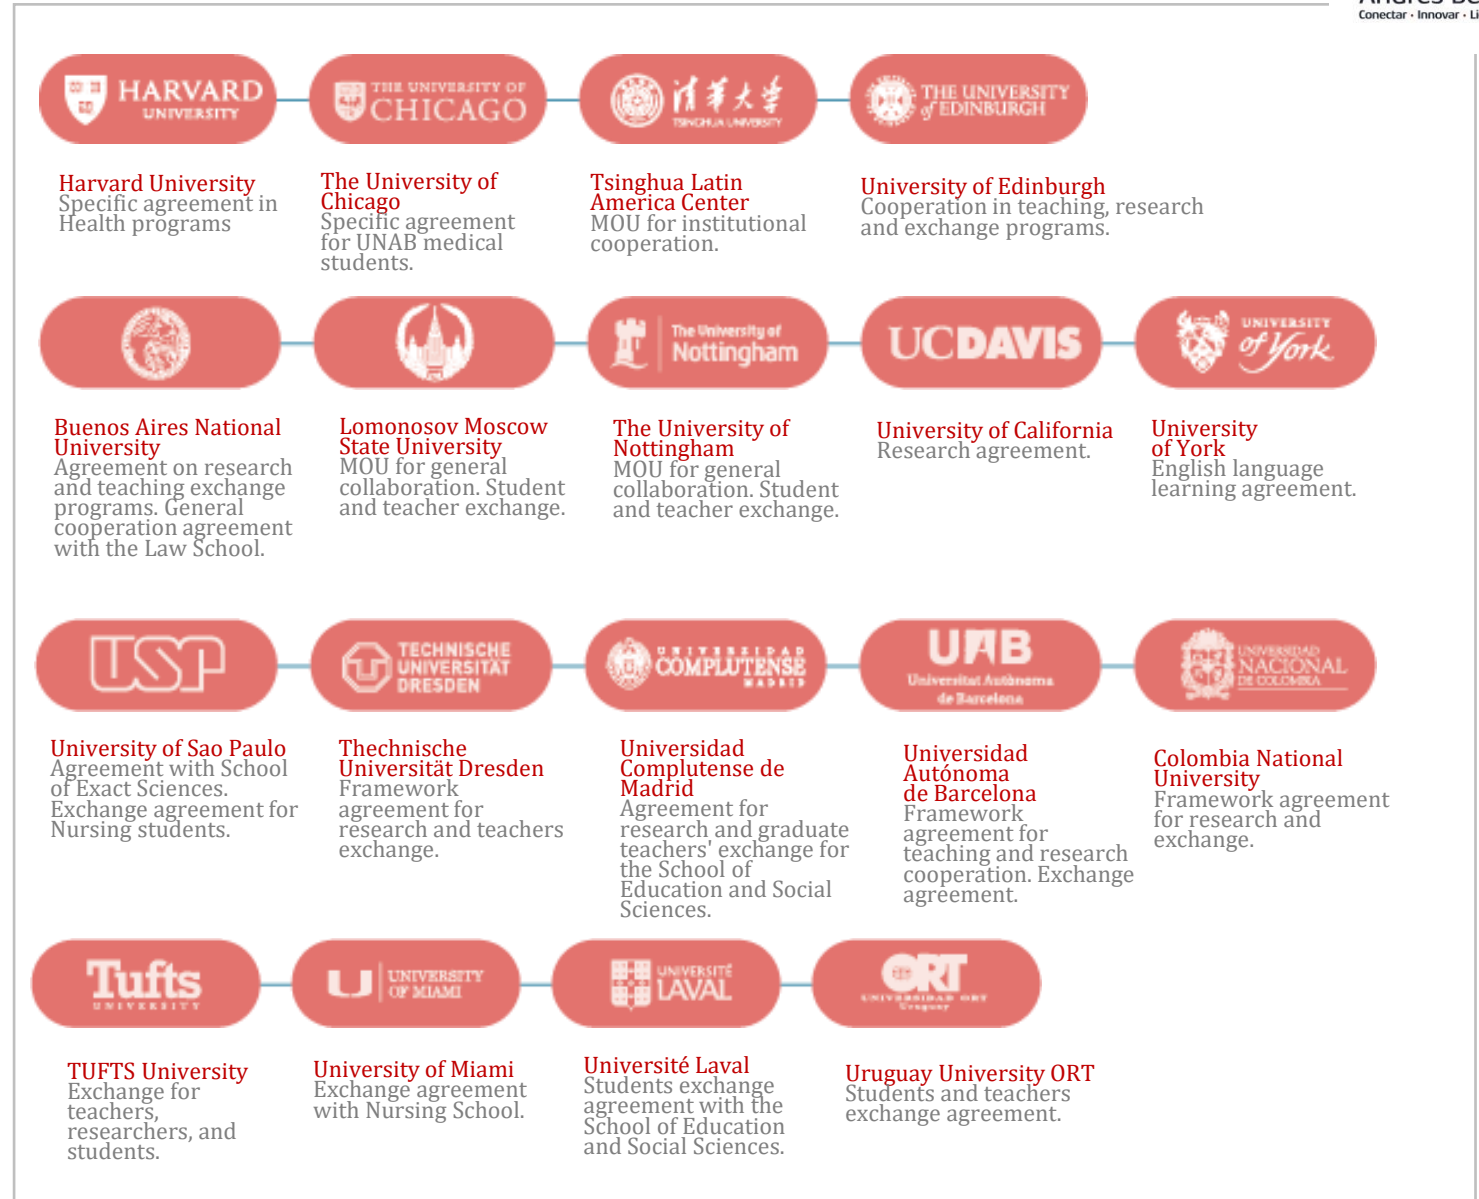 Conectar · Innovar · Li
HARVARD
UNIVERSITY
THE UNIVERSITY OF
CHICAGO
清華大学
TSINGHUA UNIVERSITY
THE UNIVERSITY
of EDINBURGH
Harvard University
Specific agreement in
Health programs
The University of
Chicago
Specific agreement
for UNAB medical
students.
Tsinghua Latin
America Center
MOU for institutional
cooperation.
University of Edinburgh
Cooperation in teaching, research
and exchange programs.
The University of
Nottingham
UCDAVIS
UNIVERSITY
of York
Buenos Aires National
University
Agreement on research
and teaching exchange
programs. General
cooperation agreement
with the Law School.
Lomonosov Moscow
State University
MOU for general
collaboration. Student
and teacher exchange.
The University of
Nottingham
MOU for general
collaboration. Student
and teacher exchange.
University of California
Research agreement.
University
of York
English language
learning agreement.
USP
TECHNISCHE
UNIVERSITÄT
DRESDEN
UNIVERSIDAD
COMPLUTENSE
MADRID
UAB
Universitat Autònoma
de Barcelona
UNIVERSIDAD
NACIONAL
DE COLOMBIA
University of Sao Paulo
Agreement with School
of Exact Sciences.
Exchange agreement for
Nursing students.
Thechnische
Universität Dresden
Framework
agreement for
research and teachers
exchange.
Universidad
Complutense de
Madrid
Agreement for
research and graduate
teachers' exchange for
the School of
Education and Social
Sciences.
Universidad
Autónoma
de Barcelona
Framework
agreement for
teaching and research
cooperation. Exchange
agreement.
Colombia National
University
Framework agreement
for research and
exchange.
Tufts
UNIVERSITY
U UNIVERSITY
OF MIAMI
UNIVERSITÉ
LAVAL
ORT
UNIVERSIDAD ORT
Uruguay
TUFTS University
Exchange for
teachers,
researchers, and
students.
University of Miami
Exchange agreement
with Nursing School.
Université Laval
Students exchange
agreement with the
School of Education
and Social Sciences.
Uruguay University ORT
Students and teachers
exchange agreement.